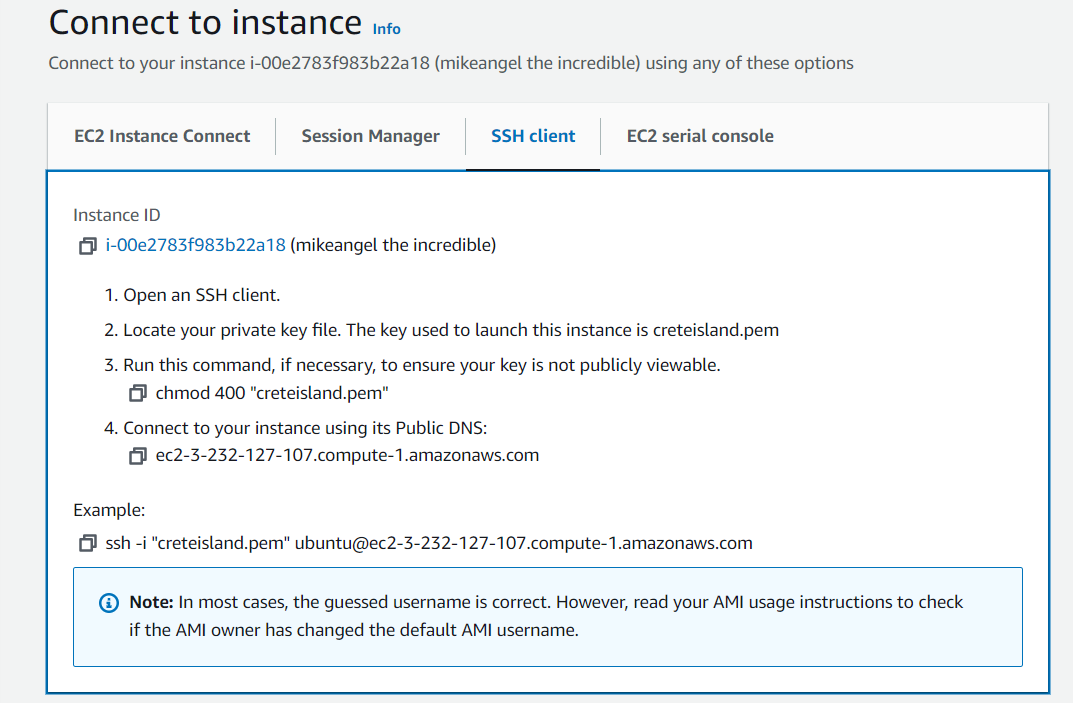 Connect to instance Info
Connect to your instance i-00e2783f983b22a18 (mikeangel the incredible) using any of these options
EC2 Instance Connect
Session Manager
SSH client
EC2 serial console
Instance ID
i-00e2783f983b22a18 (mikeangel the incredible)
1. Open an SSH client.
2. Locate your private key file. The key used to launch this instance is creteisland.pem
3. Run this command, if necessary, to ensure your key is not publicly viewable.
chmod 400 "creteisland.pem"
4. Connect to your instance using its Public DNS:
ec2-3-232-127-107.compute-1.amazonaws.com
Example:
ssh -i "creteisland.pem" ubuntu@ec2-3-232-127-107.compute-1.amazonaws.com
Note: In most cases, the guessed username is correct. However, read your AMI usage instructions to check
if the AMI owner has changed the default AMI username.